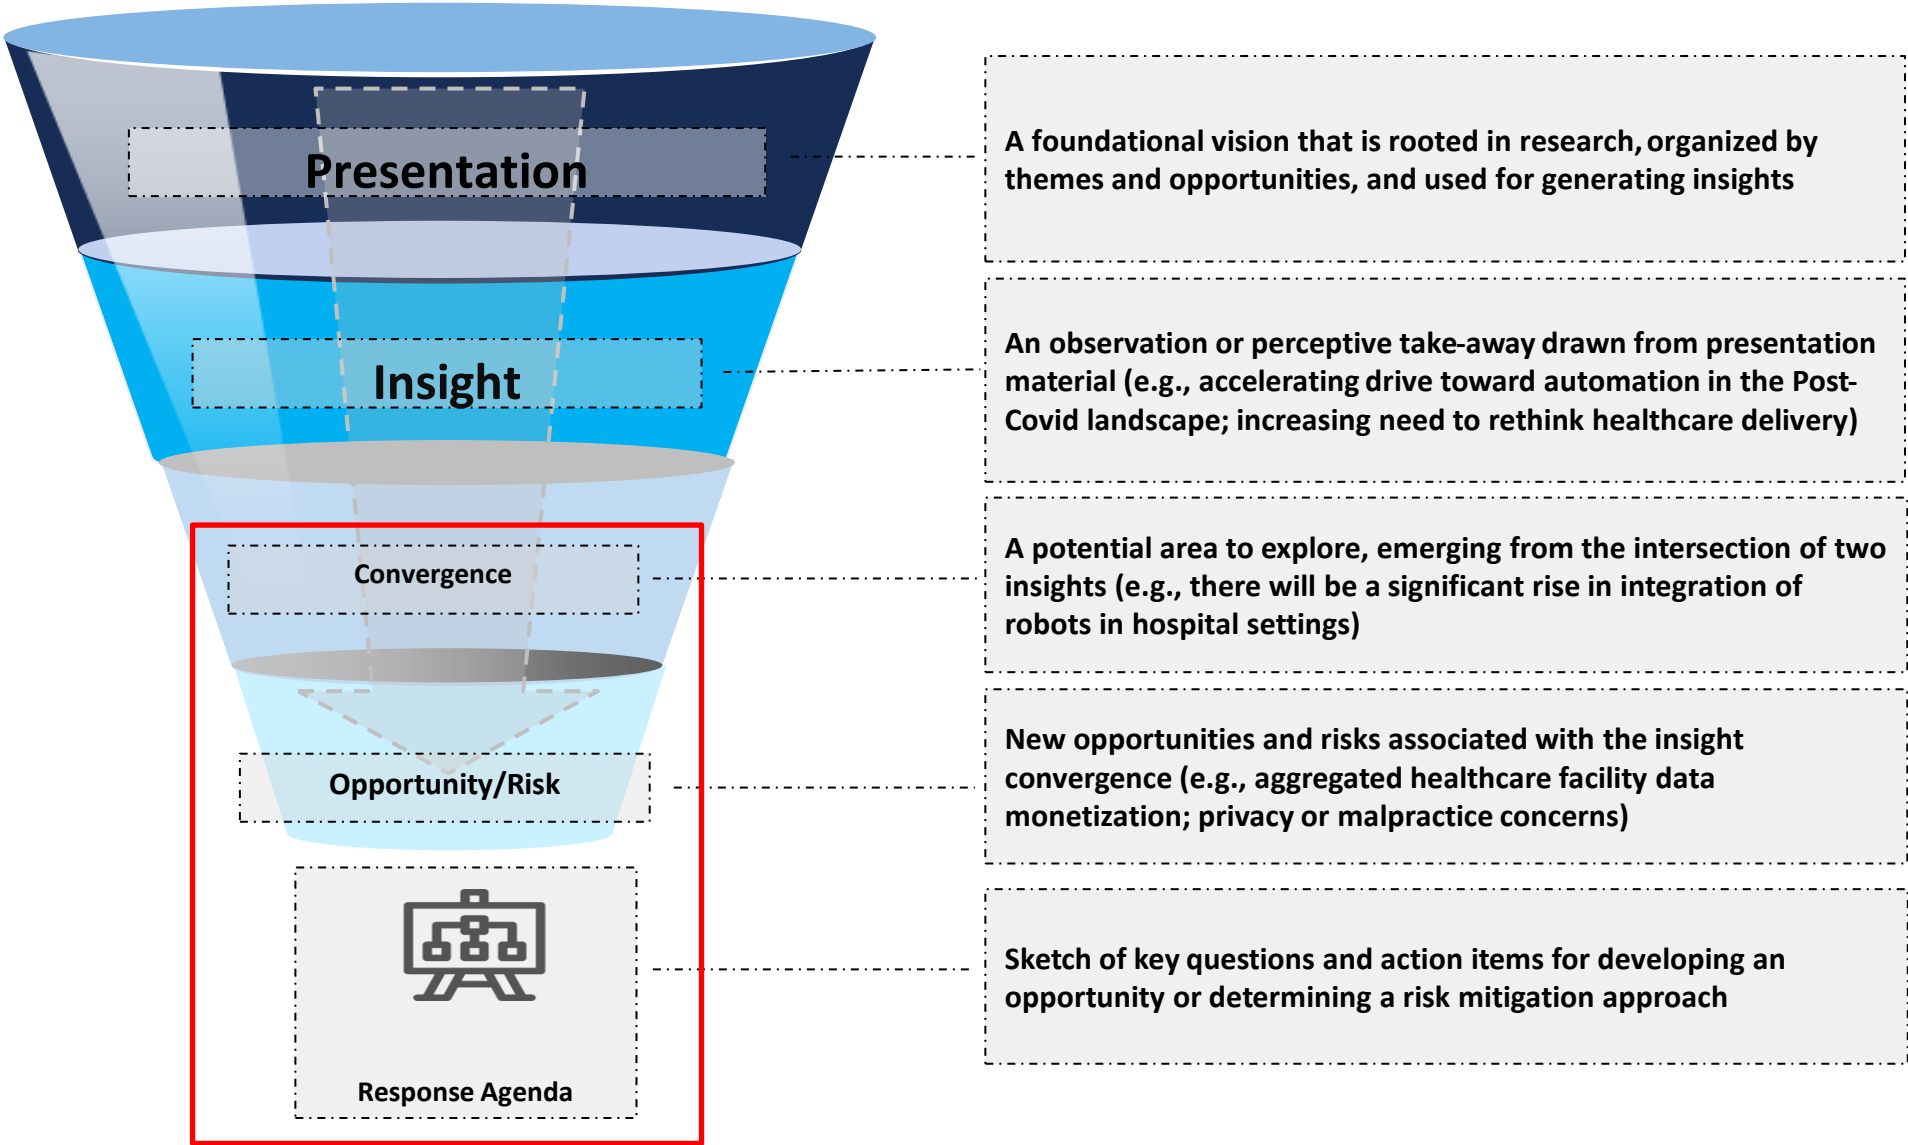 Presentation
A foundational vision that is rooted in research, organized by
themes and opportunities, and used for generating insights
Insight
An observation or perceptive take-away drawn from presentation
material (e.g., accelerating drive toward automation in the Post-
Covid landscape; increasing need to rethink healthcare delivery)
Convergence
A potential area to explore, emerging from the intersection of two
insights (e.g., there will be a significant rise in integration of
robots in hospital settings)
Opportunity/Risk
New opportunities and risks associated with the insight
convergence (e.g., aggregated healthcare facility data
monetization; privacy or malpractice concerns)
Response Agenda
Sketch of key questions and action items for developing an
opportunity or determining a risk mitigation approach